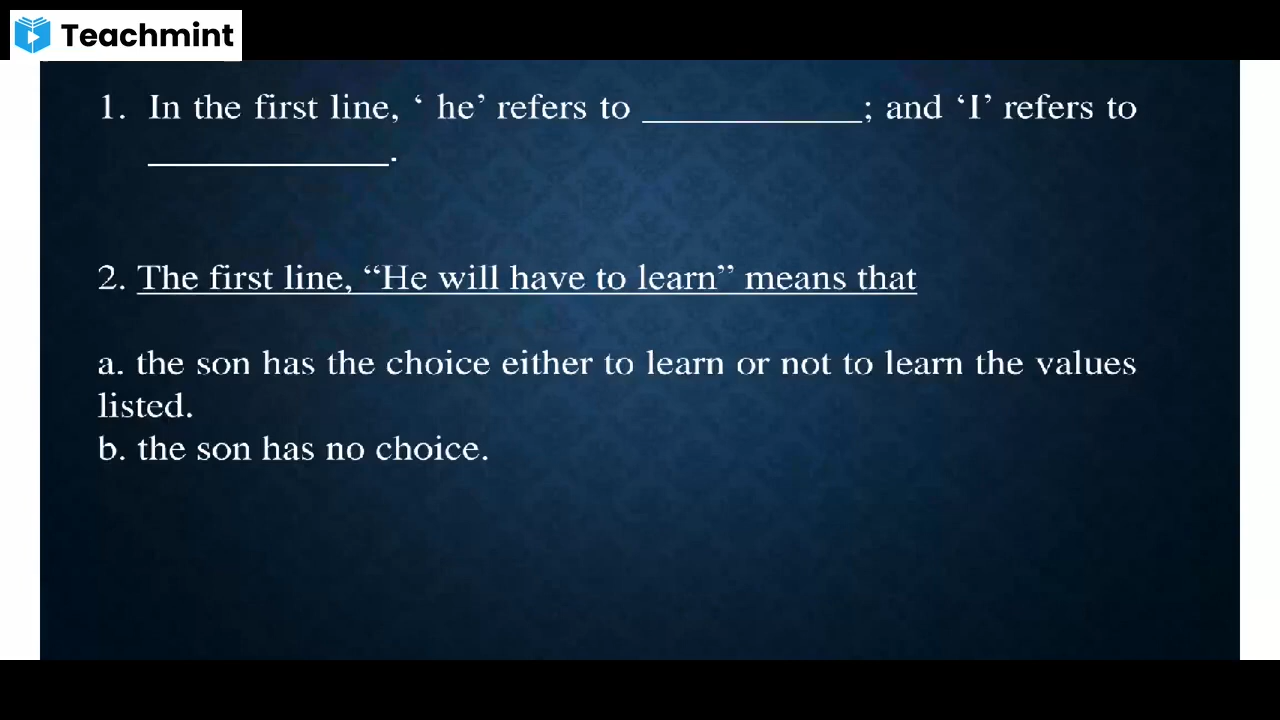 Teachmint
1. In the first line, ‘ he’ refers to ____________; and ‘I’ refers to
_____________.
2. The first line, “He will have to learn” means that
a. the son has the choice either to learn or not to learn the values
listed.
b. the son has no choice.